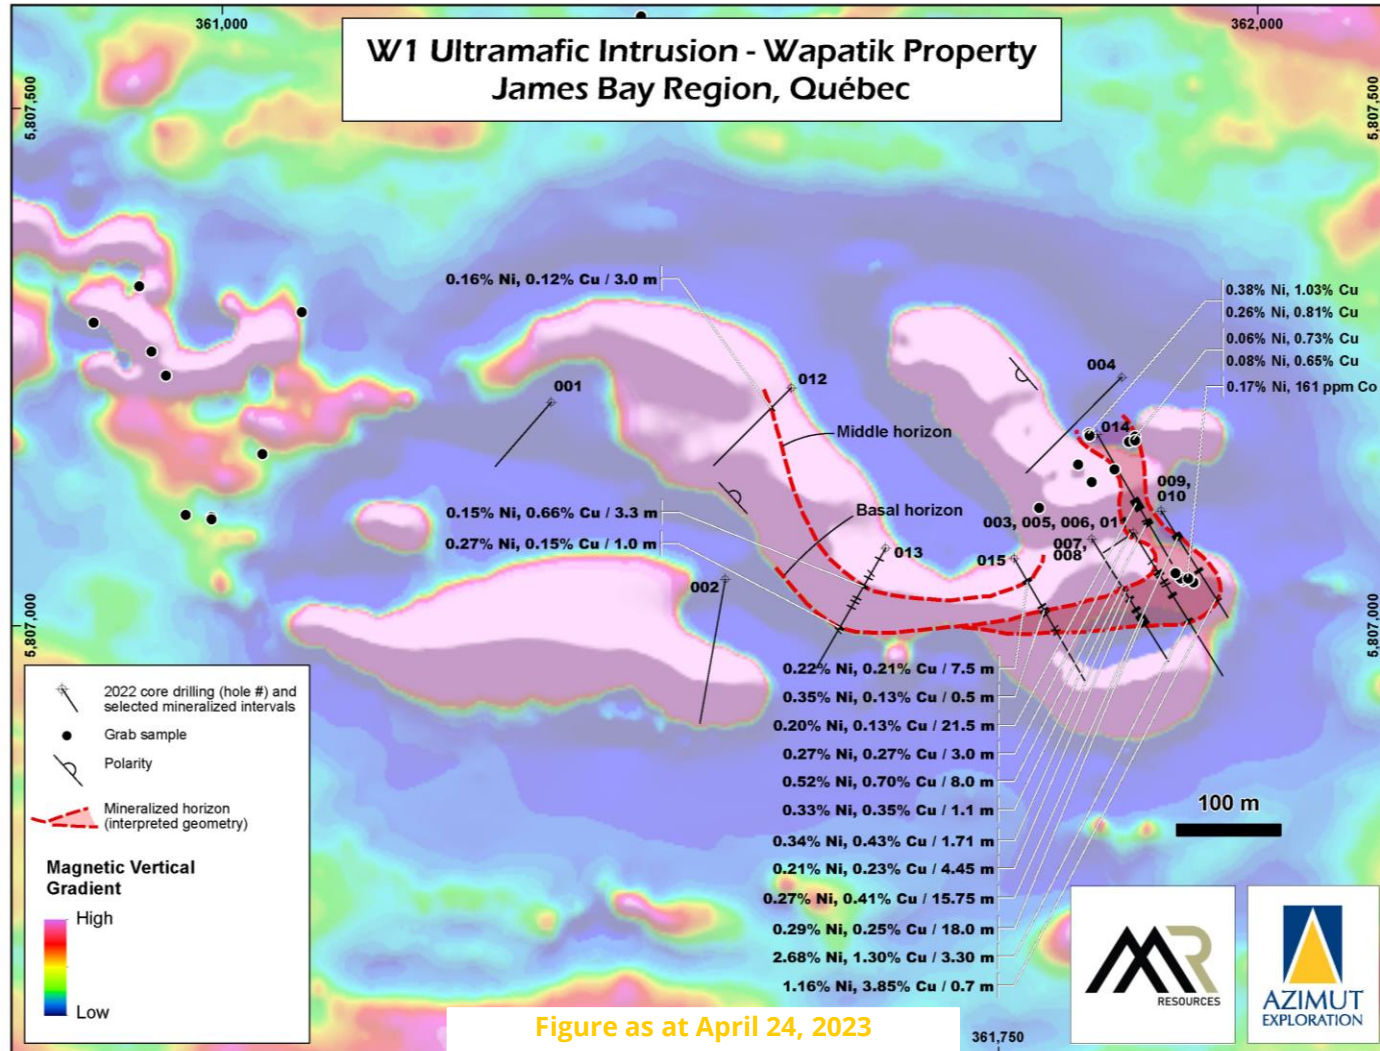 361,000
362,000
W1 Ultramafic Intrusion - Wapatik Property
James Bay Region, Québec
5,807,500
5,807,500
0.16% Ni, 0.12% Cu / 3.0 m
0.38% Ni, 1.03% Cu
0.26% Ni, 0.81% Cu
0.06% Ni, 0.73% Cu
0.08% Ni, 0.65% Cu
0.17% Ni, 161 ppm Co
001
012
004
Middle horizon
014
009,
010
Basal horizon
003, 005, 006, 01
007,
008
0.15% Ni, 0.66% Cu / 3.3 m
0.27% Ni, 0.15% Cu / 1.0 m
013
015
002
5,807,000
5,807,000
0.22% Ni, 0.21% Cu / 7.5 m
0.35% Ni, 0.13% Cu / 0.5 m
0.20% Ni, 0.13% Cu / 21.5 m
0.27% Ni, 0.27% Cu / 3.0 m
0.52% Ni, 0.70% Cu / 8.0 m
0.33% Ni, 0.35% Cu / 1.1 m
0.34% Ni, 0.43% Cu / 1.71 m
0.21% Ni, 0.23% Cu / 4.45 m
0.27% Ni, 0.41% Cu / 15.75 m
0.29% Ni, 0.25% Cu / 18.0 m
2.68% Ni, 1.30% Cu / 3.30 m
1.16% Ni, 3.85% Cu / 0.7 m
2022 core drilling (hole #) and
selected mineralized intervals
Grab sample
Polarity
Mineralized horizon
(interpreted geometry)
Magnetic Vertical
Gradient
High
Low
100 m
RESOURCES
AZIMUT
EXPLORATION
Figure as at April 24, 2023
361,750